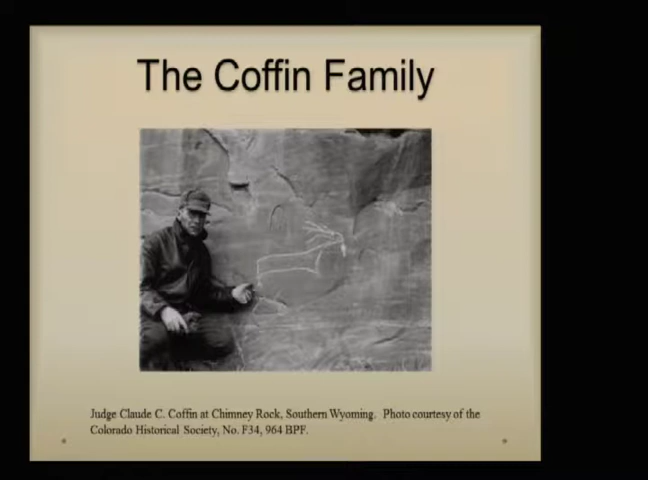 The Coffin Family
Judge Claude C. Coffin at Chimney Rock, Southern Wyoming. Photo courtesy of the
Colorado Historical Society, No. F34, 964 BPF.